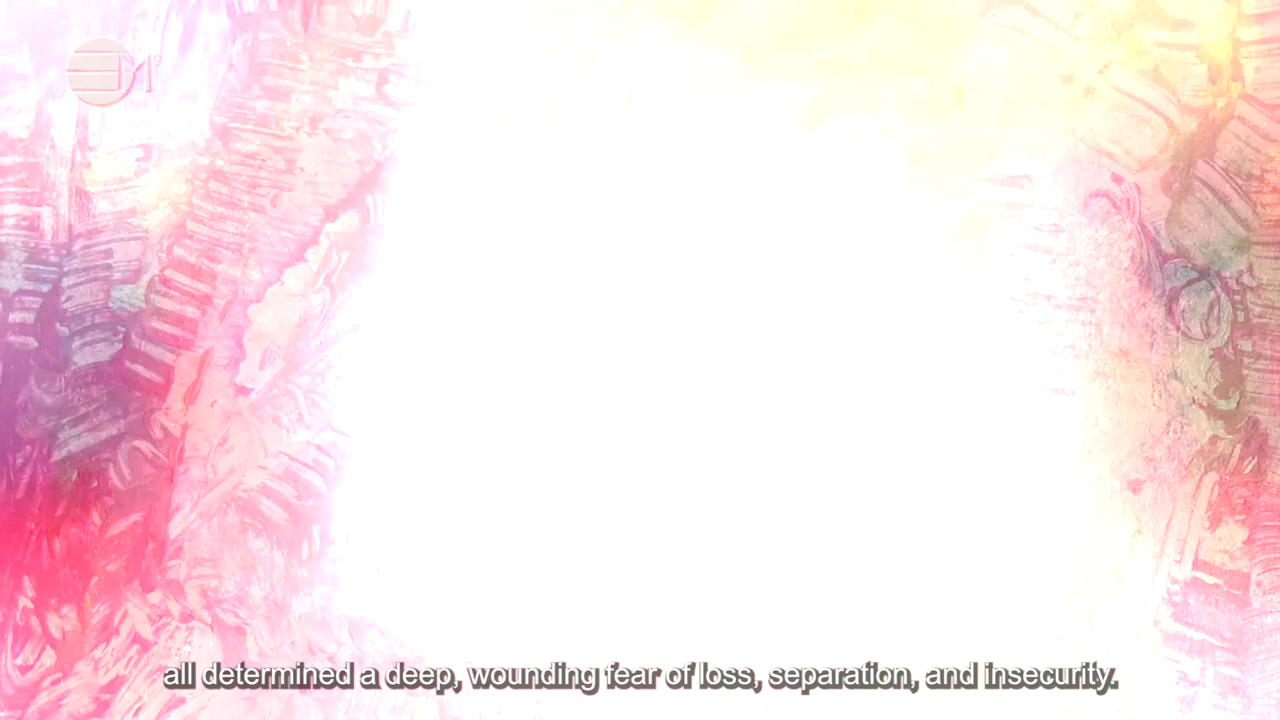 all determined a deep, wounding fear of loss, separation, and insecurity.